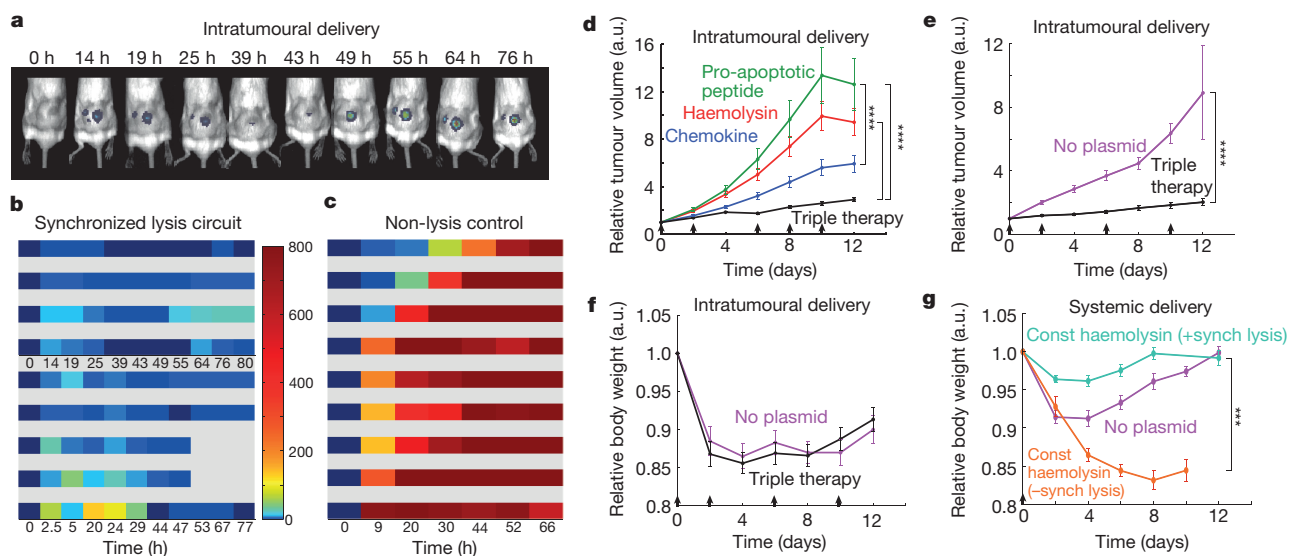 a
Intratumoural delivery
0 h 14 h 19 h 25 h 39 h 43 h 49 h 55 h 64 h 76 h
b Synchronized lysis circuit
0 14 19 25 39 43 49 55 64 76 80
0 2.5 5 20 24 29 44 47 53 67 77
Time (h)
800
600
400
200
0
c Non-lysis control
0 9 20 30 44 52 66
Time (h)
d Intratumoural delivery
Relative tumour volume (a.u.)
16
12
8
4
0
Pro-apoptotic
peptide
Haemolysin
Chemokine
Triple therapy
****
****
0 4 8 12
Time (days)
e Intratumoural delivery
Relative tumour volume (a.u.)
12
8
4
0
No plasmid
Triple
therapy
****
0 4 8 12
Time (days)
f Intratumoural delivery
Relative body weight (a.u.)
1.05
1.0
0.95
0.9
0.85
0.8
No plasmid
Triple therapy
0 4 8 12
Time (days)
g Systemic delivery
Relative body weight (a.u.)
1.05
1.0
0.95
0.9
0.85
0.8
Const haemolysin (+synch lysis)
No plasmid
Const
haemolysin
(–synch lysis)
***
0 4 8 12
Time (days)